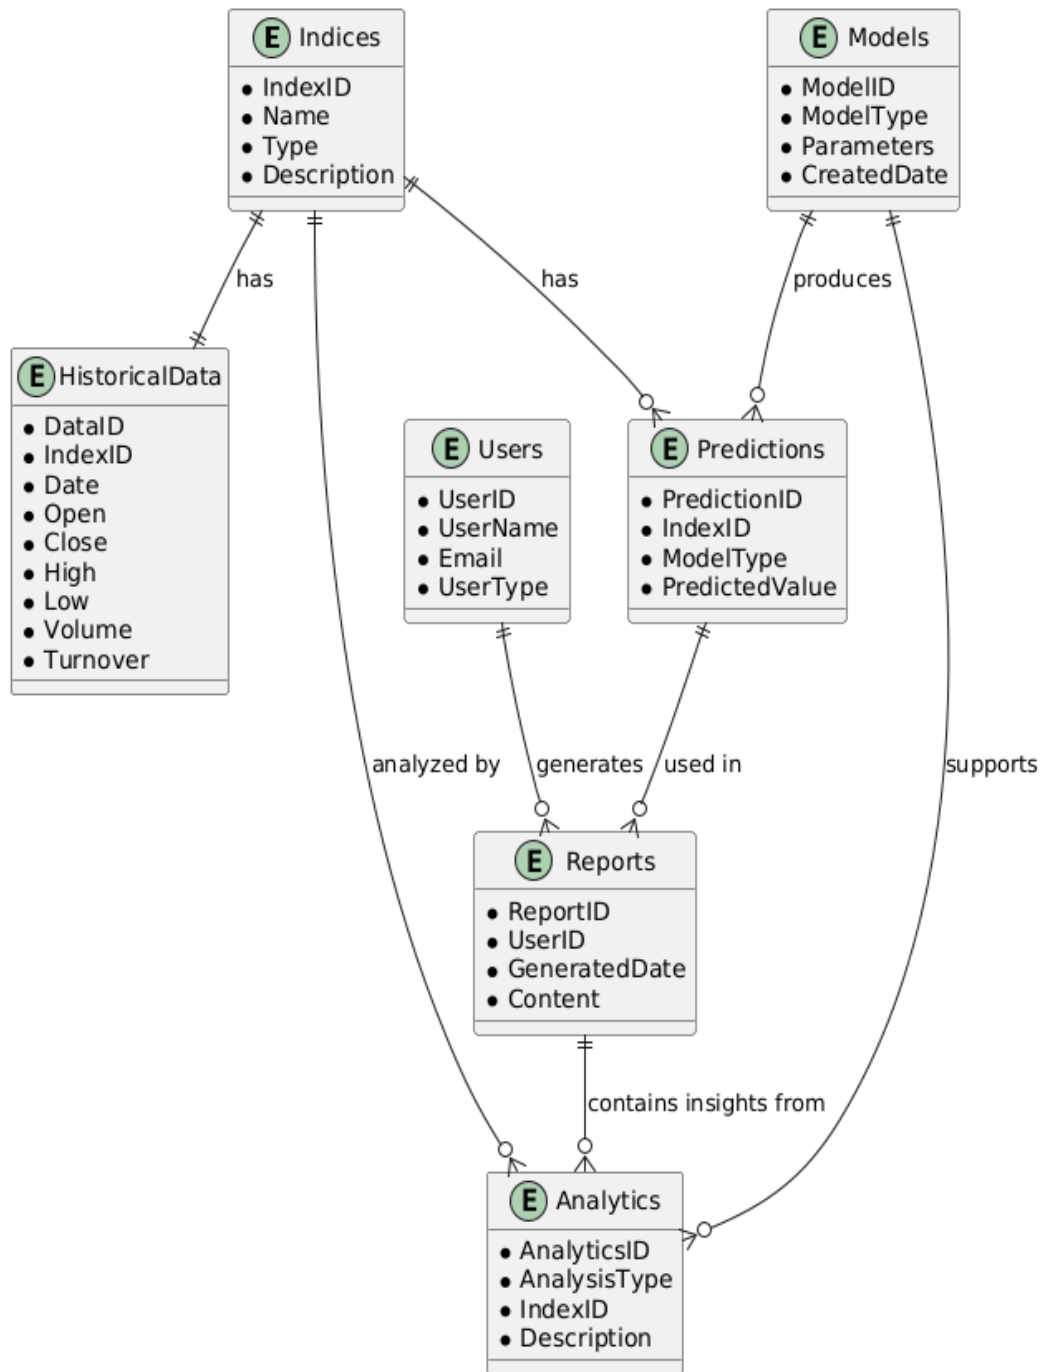 E Indices
IndexID
Name
Type
Description
E Models
ModelID
ModelType
Parameters
CreatedDate
has
has
produces
E HistoricalData
DataID
IndexID
Date
Open
Close
High
Low
Volume
Turnover
E Users
UserID
UserName
Email
UserType
E Predictions
PredictionID
IndexID
ModelType
PredictedValue
analyzed by
generates
used in
supports
E Reports
ReportID
UserID
GeneratedDate
Content
contains insights from
E Analytics
AnalyticsID
AnalysisType
IndexID
Description